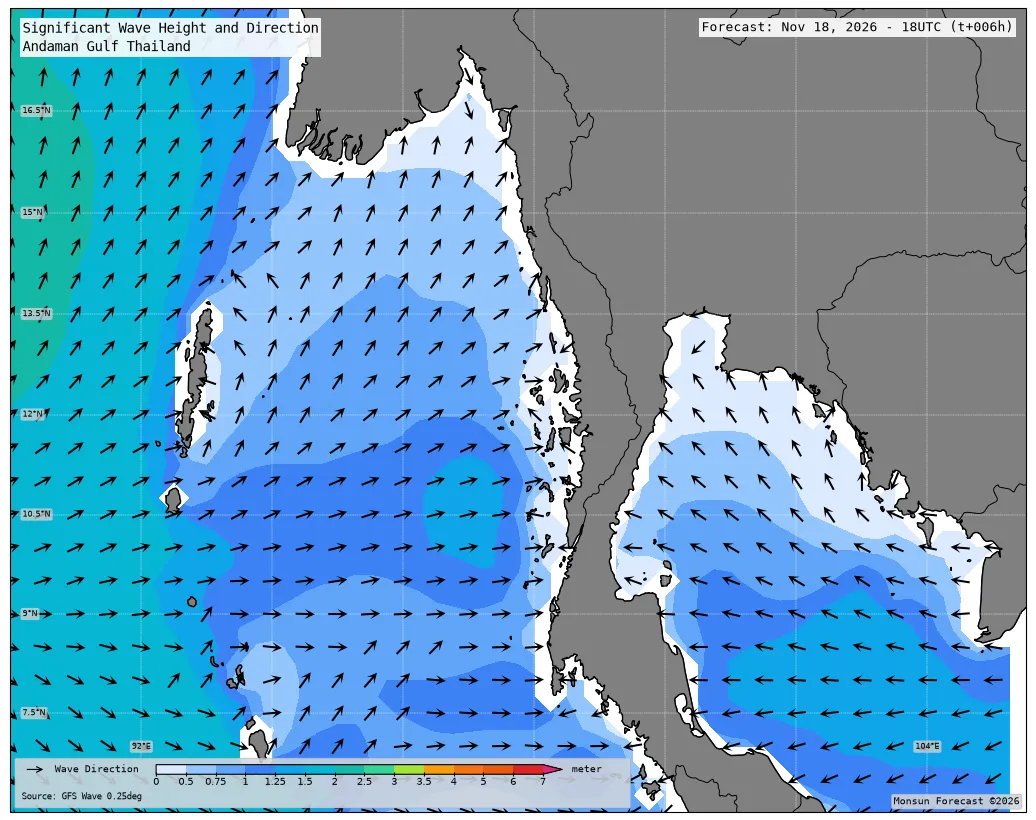 Significant Wave Height and Direction
Andaman Gulf Thailand
Forecast: Nov 18, 2026 - 18UTC (t+006h)
16.5°N
15°N
13.5°N
12°N
10.5°N
9°N
7.5°N
92°E
104°E
Wave Direction
meter
0.5 0.75 1 1.25 1.5 2 2.5 3 3.5 4 5 6 7
Source: GFS Wave 0.25deg
Monsun Forecast ©2026